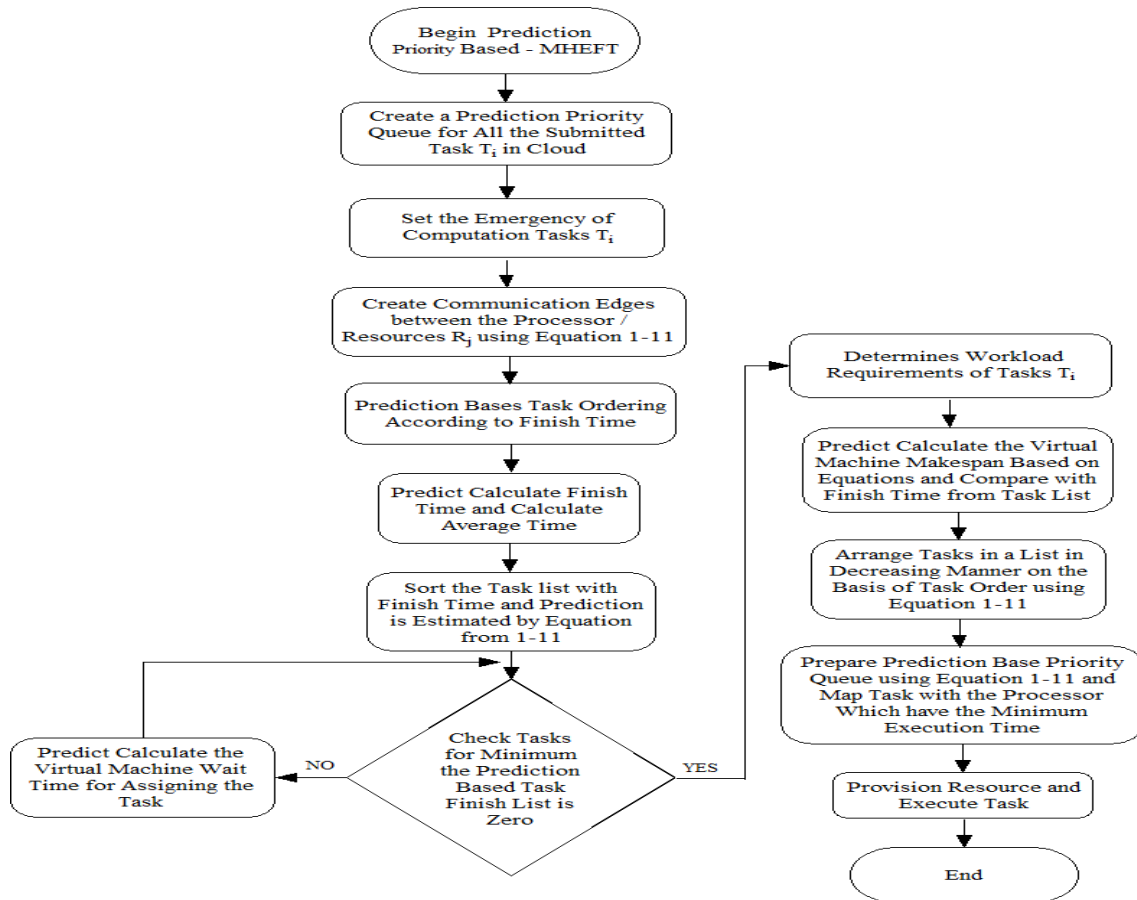 Begin Prediction
Priority Based - MHEFT
Create a Prediction Priority
Queue for All the Submitted
Task Ti in Cloud
Set the Emergency of
Computation Tasks Ti
Create Communication Edges
between the Processor /
Resources Rj using Equation 1-11
Prediction Bases Task Ordering
According to Finish Time
Predict Calculate Finish
Time and Calculate
Average Time
Sort the Task list with
Finish Time and Prediction
is Estimated by Equation
from 1-11
Check Tasks
for Minimum
the Prediction
Based Task
Finish List is
Zero
NO
Predict Calculate the
Virtual Machine Wait
Time for Assigning the
Task
YES
Determines Workload
Requirements of Tasks Ti
Predict Calculate the Virtual
Machine Makespan Based on
Equations and Compare with
Finish Time from Task List
Arrange Tasks in a List in
Decreasing Manner on the
Basis of Task Order using
Equation 1-11
Prepare Prediction Base Priority
Queue using Equation 1-11 and
Map Task with the Processor
Which have the Minimum
Execution Time
Provision Resource and
Execute Task
End